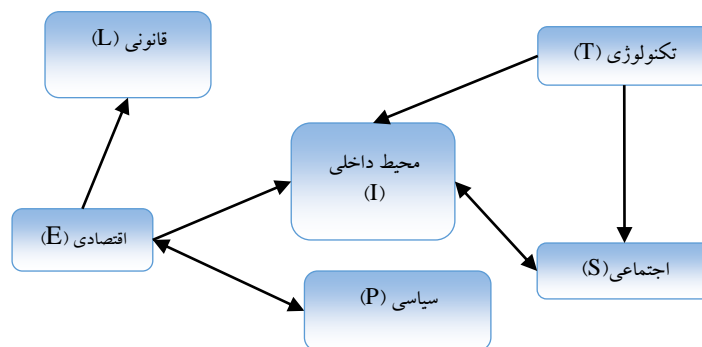 قانونی (L)
تکنولوژی (T)
محیط داخلی
(I)
اقتصادی (E)
اجتماعی(S)
سیاسی (P)